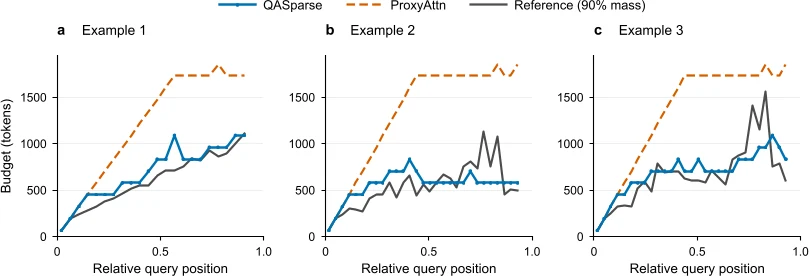 QASparse ProxyAttn Reference (90% mass)
a Example 1
b Example 2
c Example 3
Budget (tokens)
1500
1000
500
0
0 0.5 1.0
Relative query position
1500
1000
500
0
0 0.5 1.0
Relative query position
1500
1000
500
0
0 0.5 1.0
Relative query position